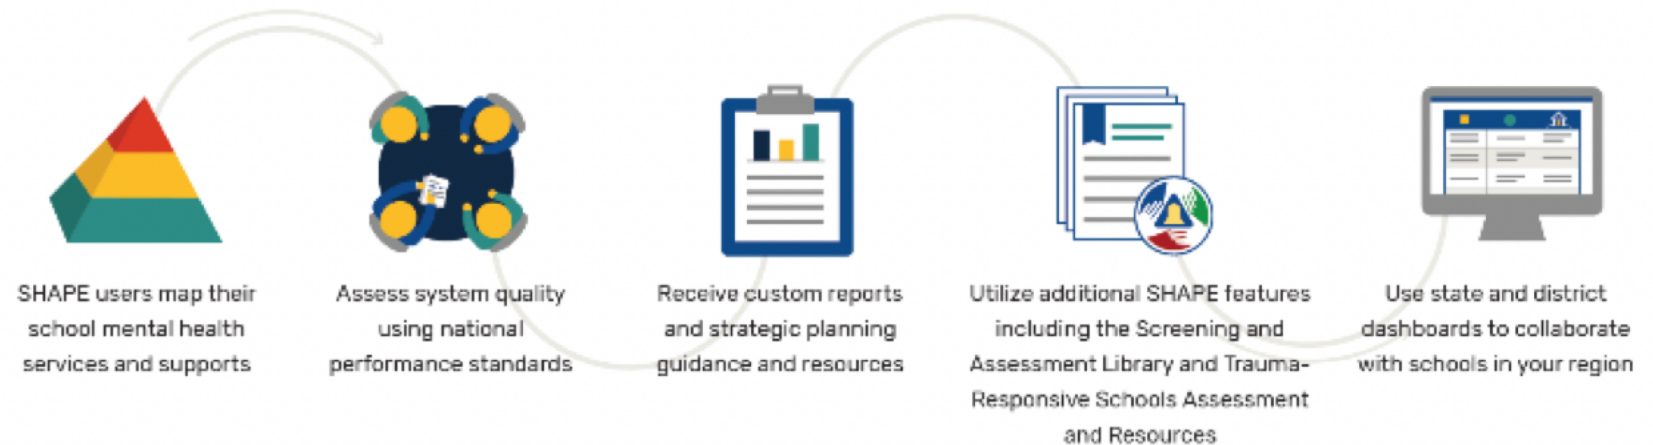 SHAPE users map their
school mental health
services and supports
Assess system quality
using national
performance standards
Receive custom reports
and strategic planning
guidance and resources
Utilize additional SHAPE features
including the Screening and
Assessment Library and Trauma-
Responsive Schools Assessment
and Resources
Use state and district
dashboards to collaborate
with schools in your region